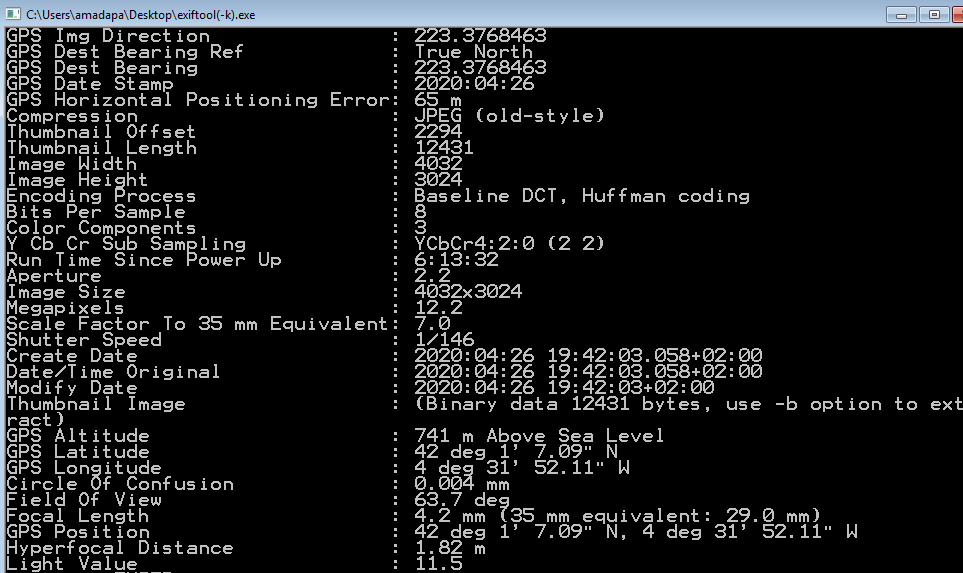 C:\Users\amadapa\Desktop\exiftool(-k).exe
GPS Img Direction : 223.3768463
GPS Dest Bearing Ref : True North
GPS Dest Bearing : 223.3768463
GPS Date Stamp : 2020:04:26
GPS Horizontal Positioning Error: 65 m
Compression : JPEG (old-style)
Thumbnail Offset : 2294
Thumbnail Length : 12431
Image Width : 4032
Image Height : 3024
Encoding Process : Baseline DCT, Huffman coding
Bits Per Sample : 8
Color Components : 3
Y Cb Cr Sub Sampling : YCbCr4:2:0 (2 2)
Run Time Since Power Up : 6:13:32
Aperture : 2.2
Image Size : 4032x3024
Megapixels : 12.2
Scale Factor To 35 mm Equivalent: 7.0
Shutter Speed : 1/146
Create Date : 2020:04:26 19:42:03.058+02:00
Date/Time Original : 2020:04:26 19:42:03.058+02:00
Modify Date : 2020:04:26 19:42:03+02:00
Thumbnail Image : (Binary data 12431 bytes, use -b option to ext
ract)
GPS Altitude : 741 m Above Sea Level
GPS Latitude : 42 deg 1' 7.09" N
GPS Longitude : 4 deg 31' 52.11" W
Circle Of Confusion : 0.004 mm
Field Of View : 63.7 deg
Focal Length : 4.2 mm (35 mm equivalent: 29.0 mm)
GPS Position : 42 deg 1' 7.09" N, 4 deg 31' 52.11" W
Hyperfocal Distance : 1.82 m
Light Value : 11.5